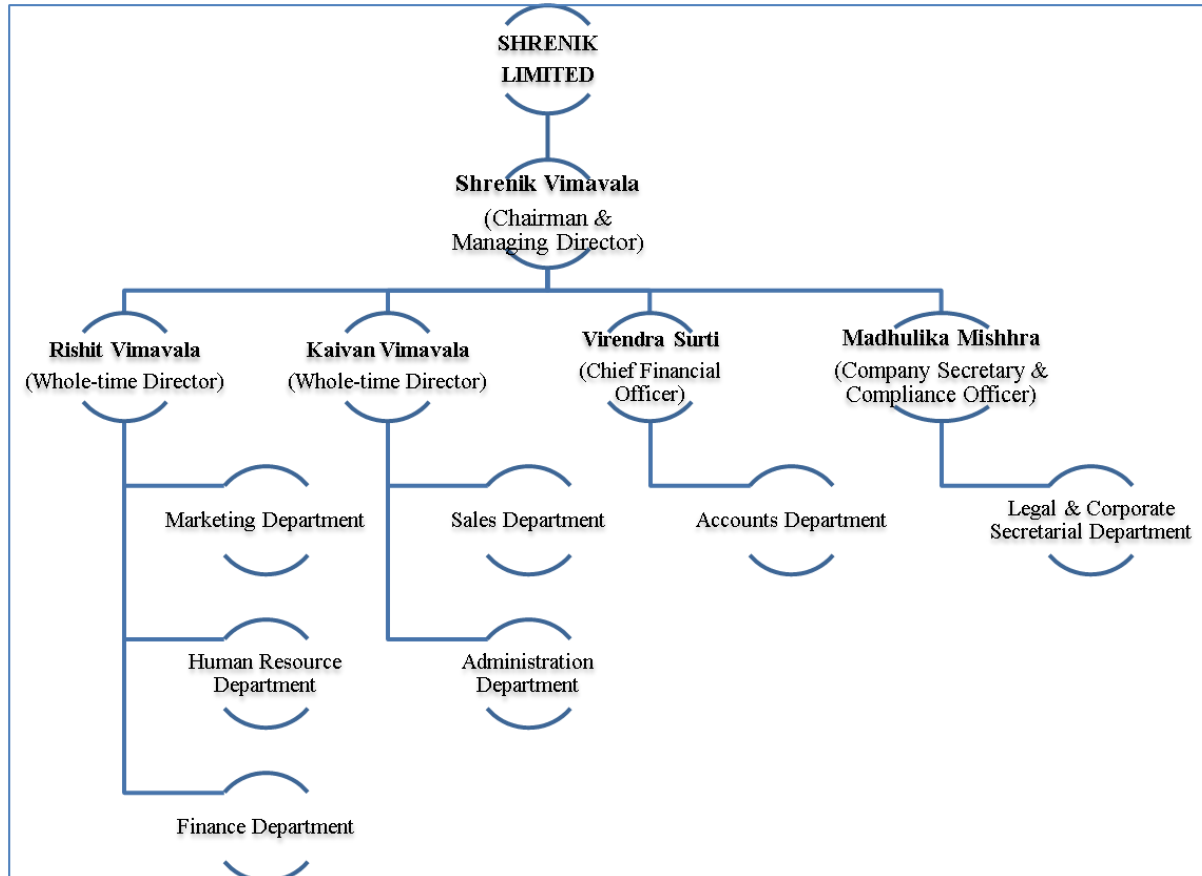 SHRENIK
LIMITED
Shrenik Vimavala
(Chairman &
Managing Director)
Rishit Vimavala
(Whole-time Director)
Kaivan Vimavala
(Whole-time Director)
Virendra Surti
(Chief Financial
Officer)
Madhulika Mishhra
(Company Secretary &
Compliance Officer)
Marketing Department
Sales Department
Accounts Department
Legal & Corporate
Secretarial Department
Human Resource
Department
Administration
Department
Finance Department